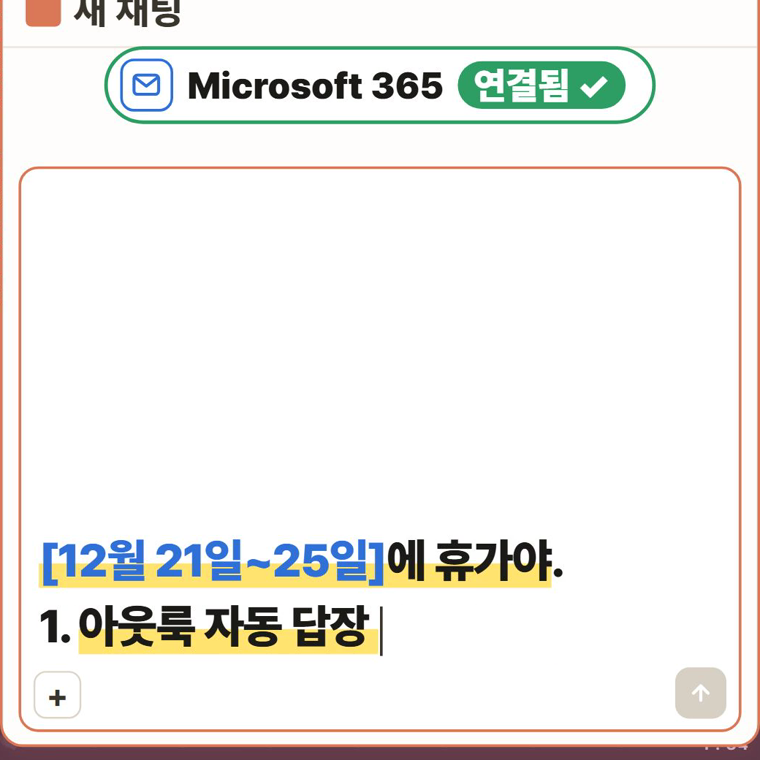 새 채팅
Microsoft 365 연결됨 ✓
[12월 21일~25일]에 휴가야.
1. 아웃룩 자동 답장
+